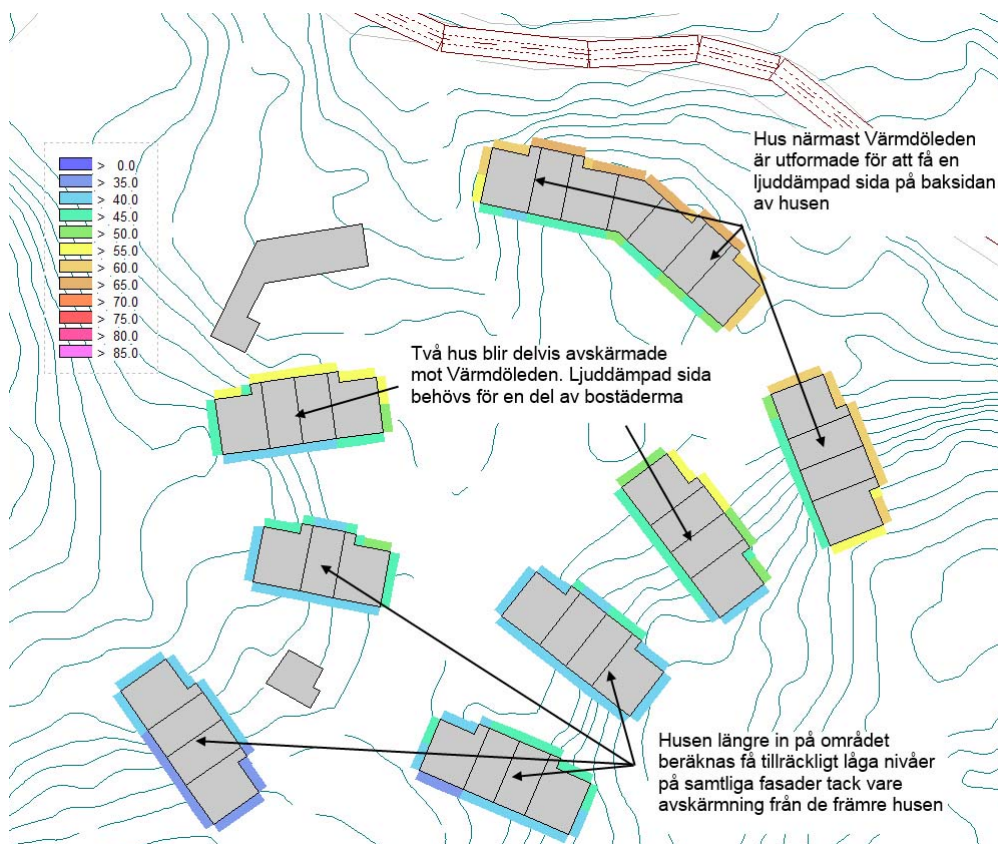 Hus närmast Värmdöleden
är utformade för att få en
ljuddämpad sida på baksidan
av husen
> 0.0
> 35.0
> 40.0
> 45.0
> 50.0
> 55.0
> 60.0
> 65.0
> 70.0
> 75.0
> 80.0
> 85.0
Två hus blir delvis avskärmade
mot Värmdöleden. Ljuddämpad sida
behövs för en del av bostäderma
Husen längre in på området
beräknas få tillräckligt låga nivåer
på samtliga fasader tack vare
avskärmning från de främre husen